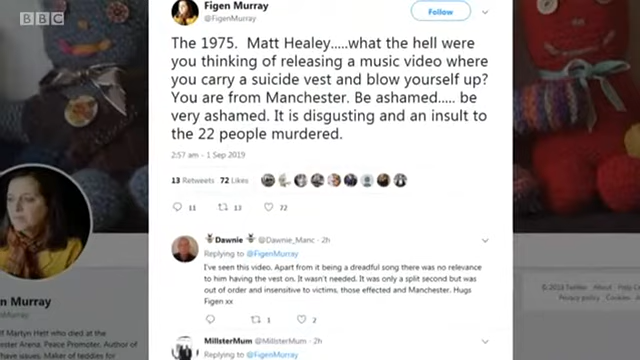 BBC
Figen Murray
@FigenMurray
Follow
The 1975. Matt Healey.....what the hell were
you thinking of releasing a music video where
you carry a suicide vest and blow yourself up?
You are from Manchester. Be ashamed..... be
very ashamed. It is disgusting and an insult to
the 22 people murdered.
2:57 am - 1 Sep 2019
13 Retweets 72 Likes
11 13 72
Dawnie @Dawnie_Manc · 2h
Replying to @FigenMurray
I've seen this video. Apart from it being a dreadful song there was no relevance
to him having the vest on. It wasn't needed. It was only a split second but was
out of order and insensitive to victims, those effected and Manchester. Hugs
Figen xx
1 2
MillsterMum @MillsterMum · 2h
Replying to @FigenMurray
n Murray
Murray
f Martyn Hett who died at the
ster Arena. Peace Promoter, Author of
have waves. Maker of teddies for
© 2019 Twitter About Help
Privacy policy Cookies